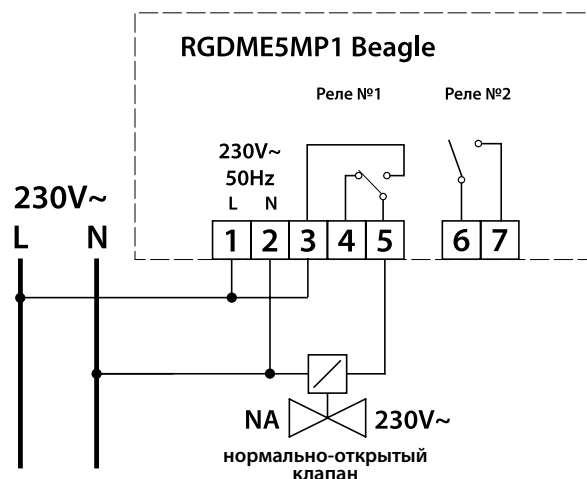 RGDME5MP1 Beagle
Реле №1
Реле №2
230V~
50Hz
L N
230V~
L N
1 2 3 4 5 6 7
NA
230V~
нормально-открытый
клапан